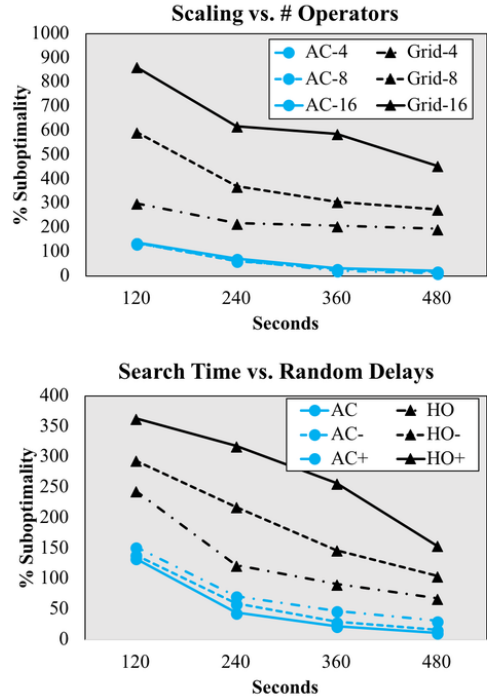 Scaling vs. # Operators
% Suboptimality
1000
900
800
700
600
500
400
300
200
100
0
AC-4
AC-8
AC-16
Grid-4
Grid-8
Grid-16
120 240 360 480
Seconds
Search Time vs. Random Delays
% Suboptimality
400
350
300
250
200
150
100
50
0
AC
AC-
AC+
HO
HO-
HO+
120 240 360 480
Seconds